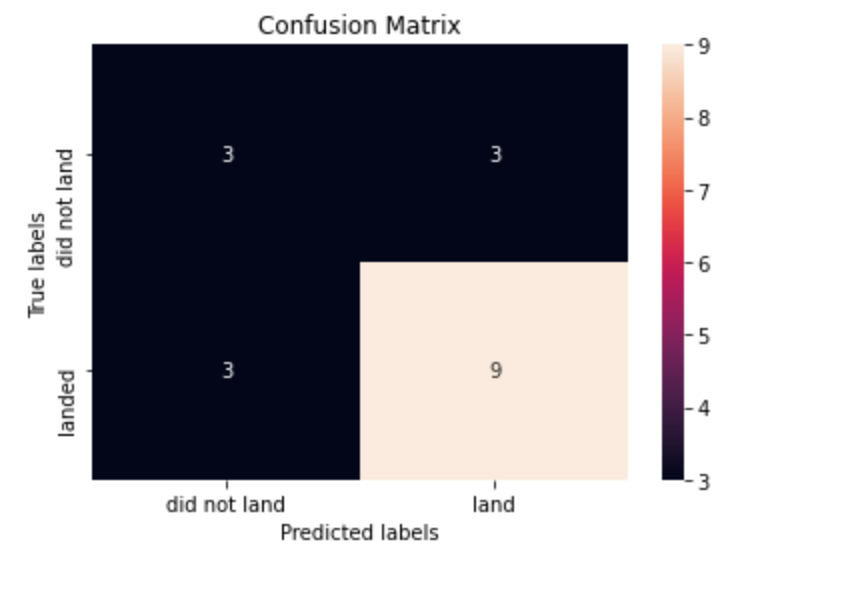 Confusion Matrix
True labels
did not land
landed
3
3
3
9
did not land
land
Predicted labels
9
8
7
6
5
4
3